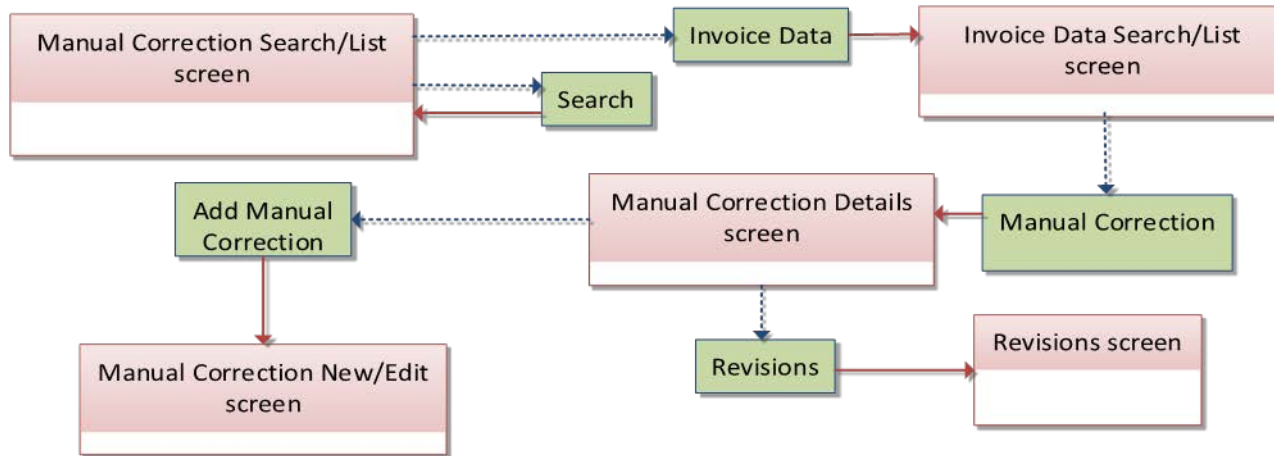 Manual Correction Search/List
screen
Invoice Data
Invoice Data Search/List
screen
Search
Add Manual
Correction
Manual Correction Details
screen
Manual Correction
Manual Correction New/Edit
screen
Revisions
Revisions screen